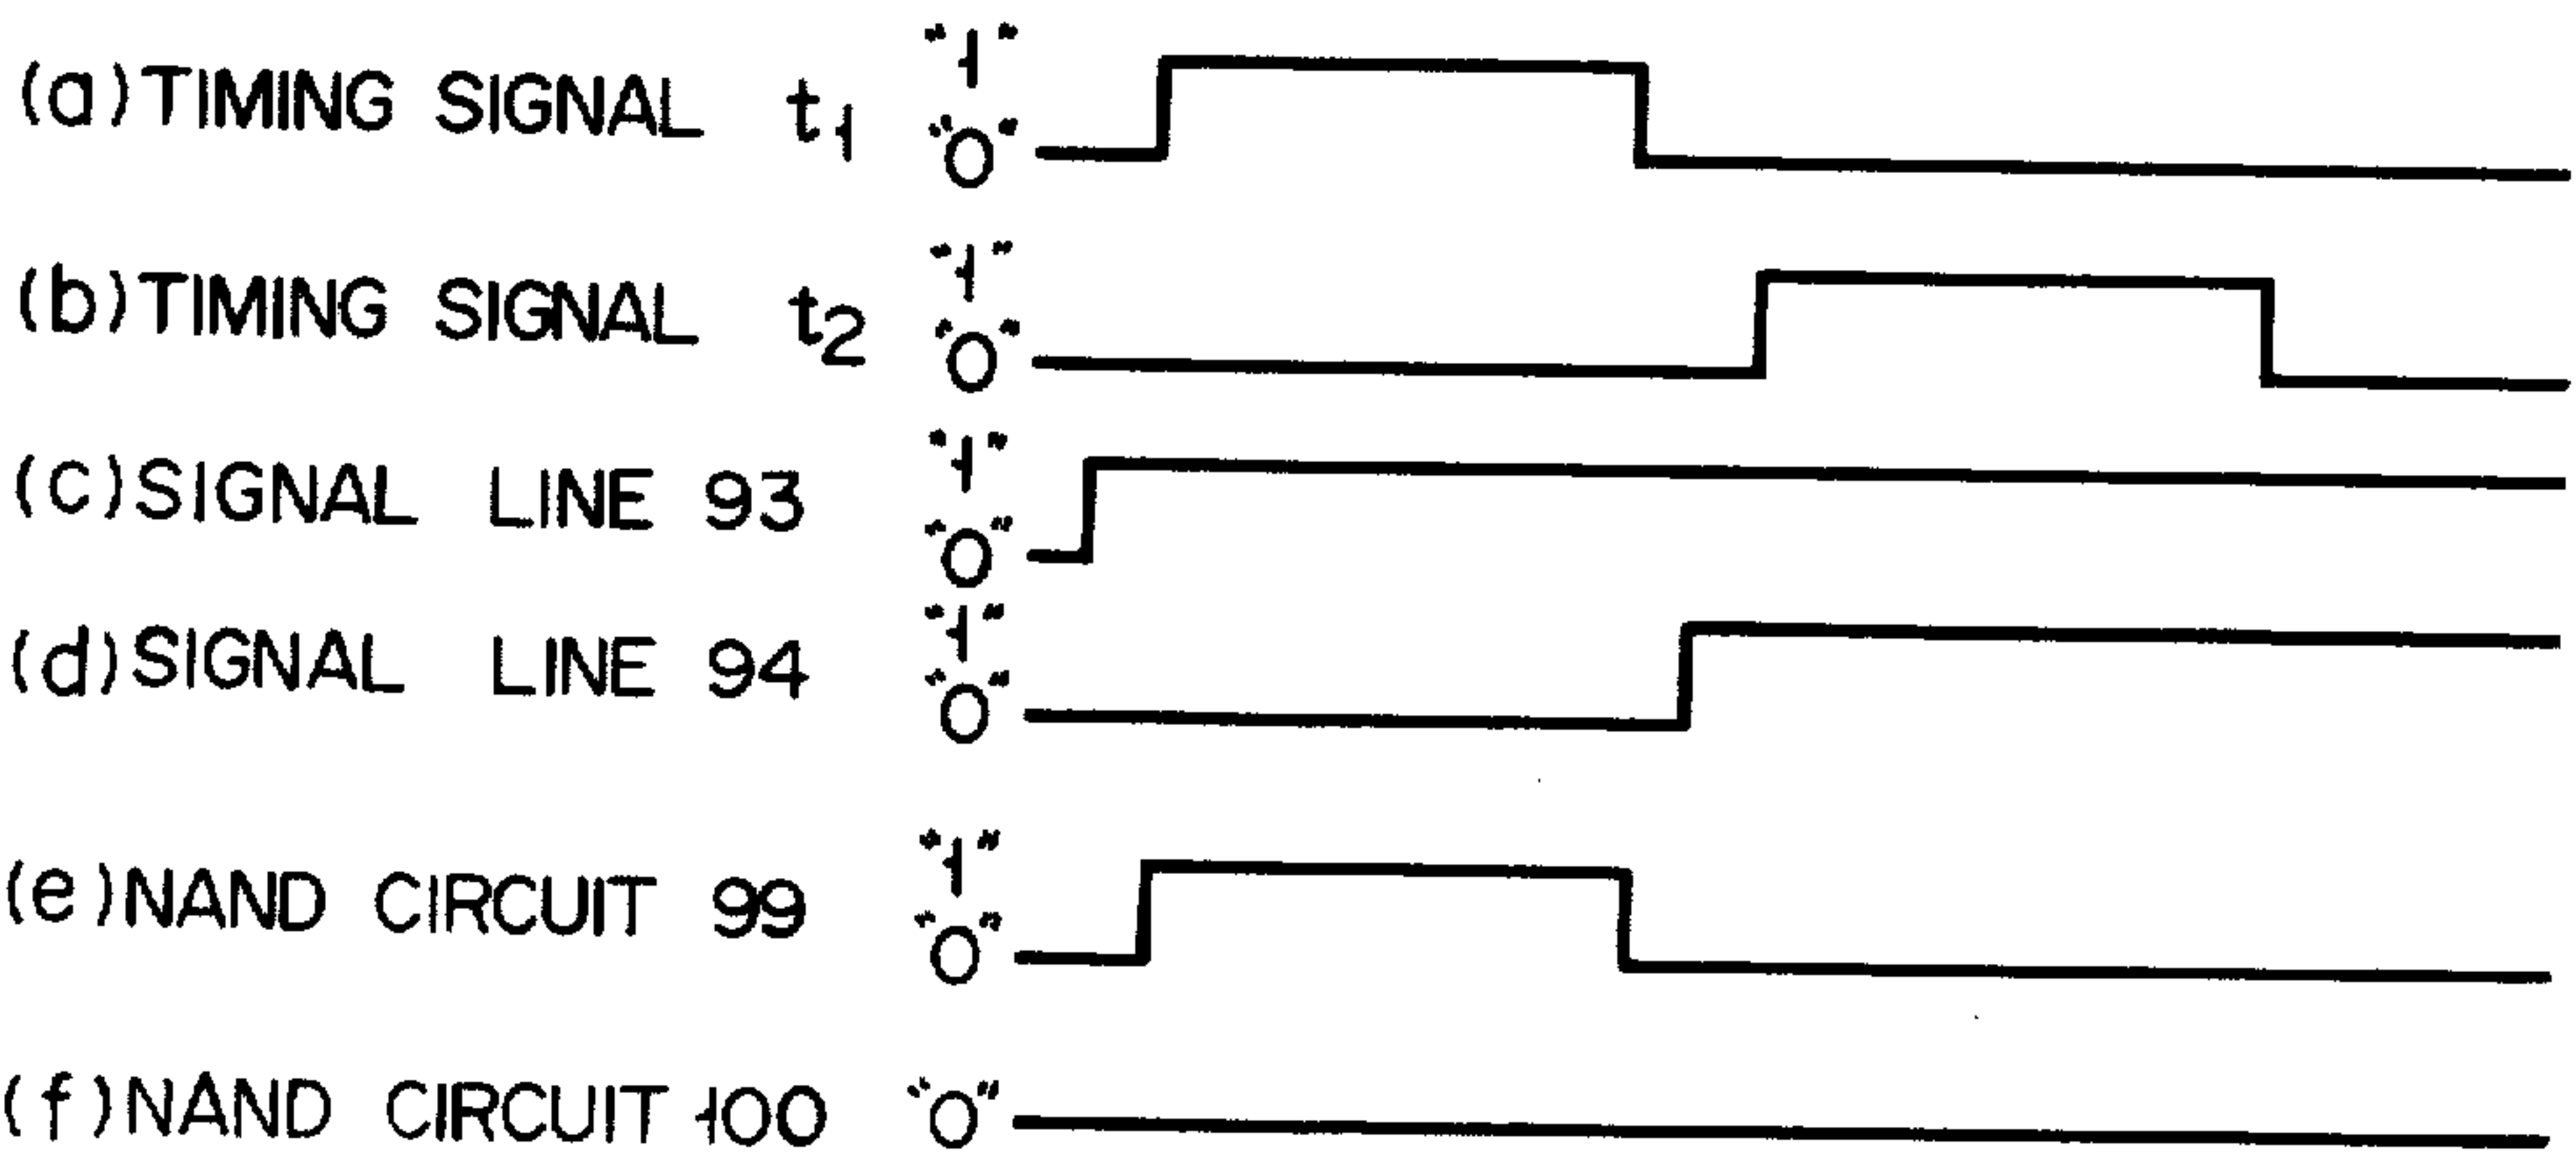 (a) TIMING SIGNAL t1 "1" "0"
(b) TIMING SIGNAL t2 "1" "0"
(c) SIGNAL LINE 93 "1" "0"
(d) SIGNAL LINE 94 "1" "0"
(e) NAND CIRCUIT 99 "1" "0"
(f) NAND CIRCUIT 100 "0"